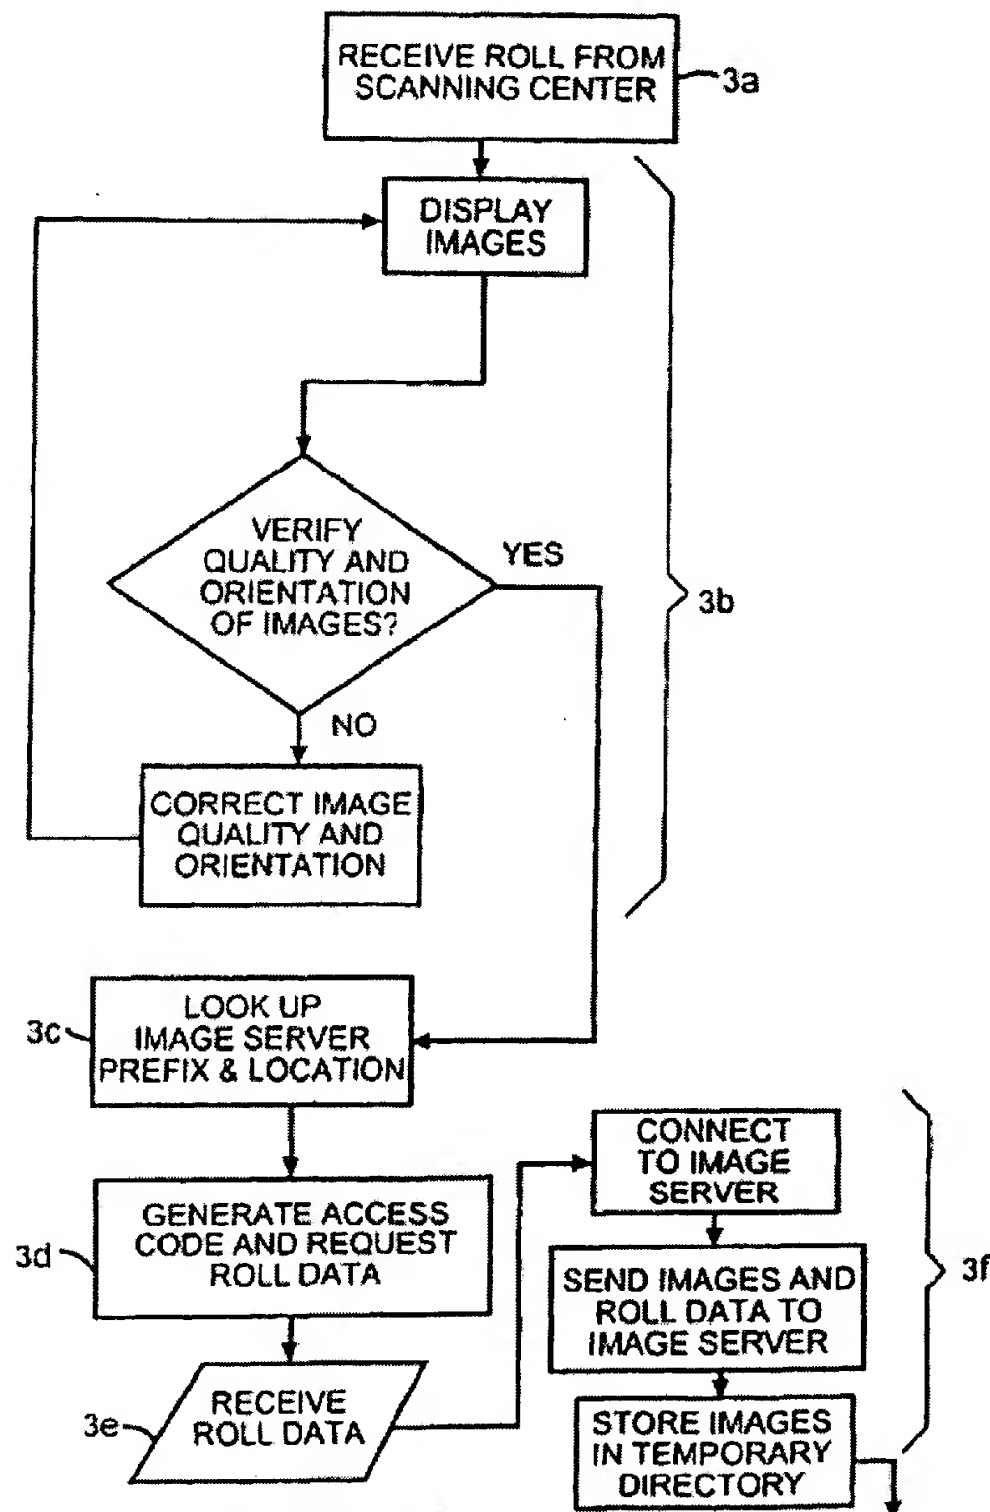 RECEIVE ROLL FROM
SCANNING CENTER
3a
DISPLAY
IMAGES
VERIFY
QUALITY AND
ORIENTATION
OF IMAGES?
YES
3b
NO
CORRECT IMAGE
QUALITY AND
ORIENTATION
3c
LOOK UP
IMAGE SERVER
PREFIX & LOCATION
3d
GENERATE ACCESS
CODE AND REQUEST
ROLL DATA
3e
RECEIVE
ROLL DATA
CONNECT
TO IMAGE
SERVER
SEND IMAGES AND
ROLL DATA TO
IMAGE SERVER
3f
STORE IMAGES
IN TEMPORARY
DIRECTORY